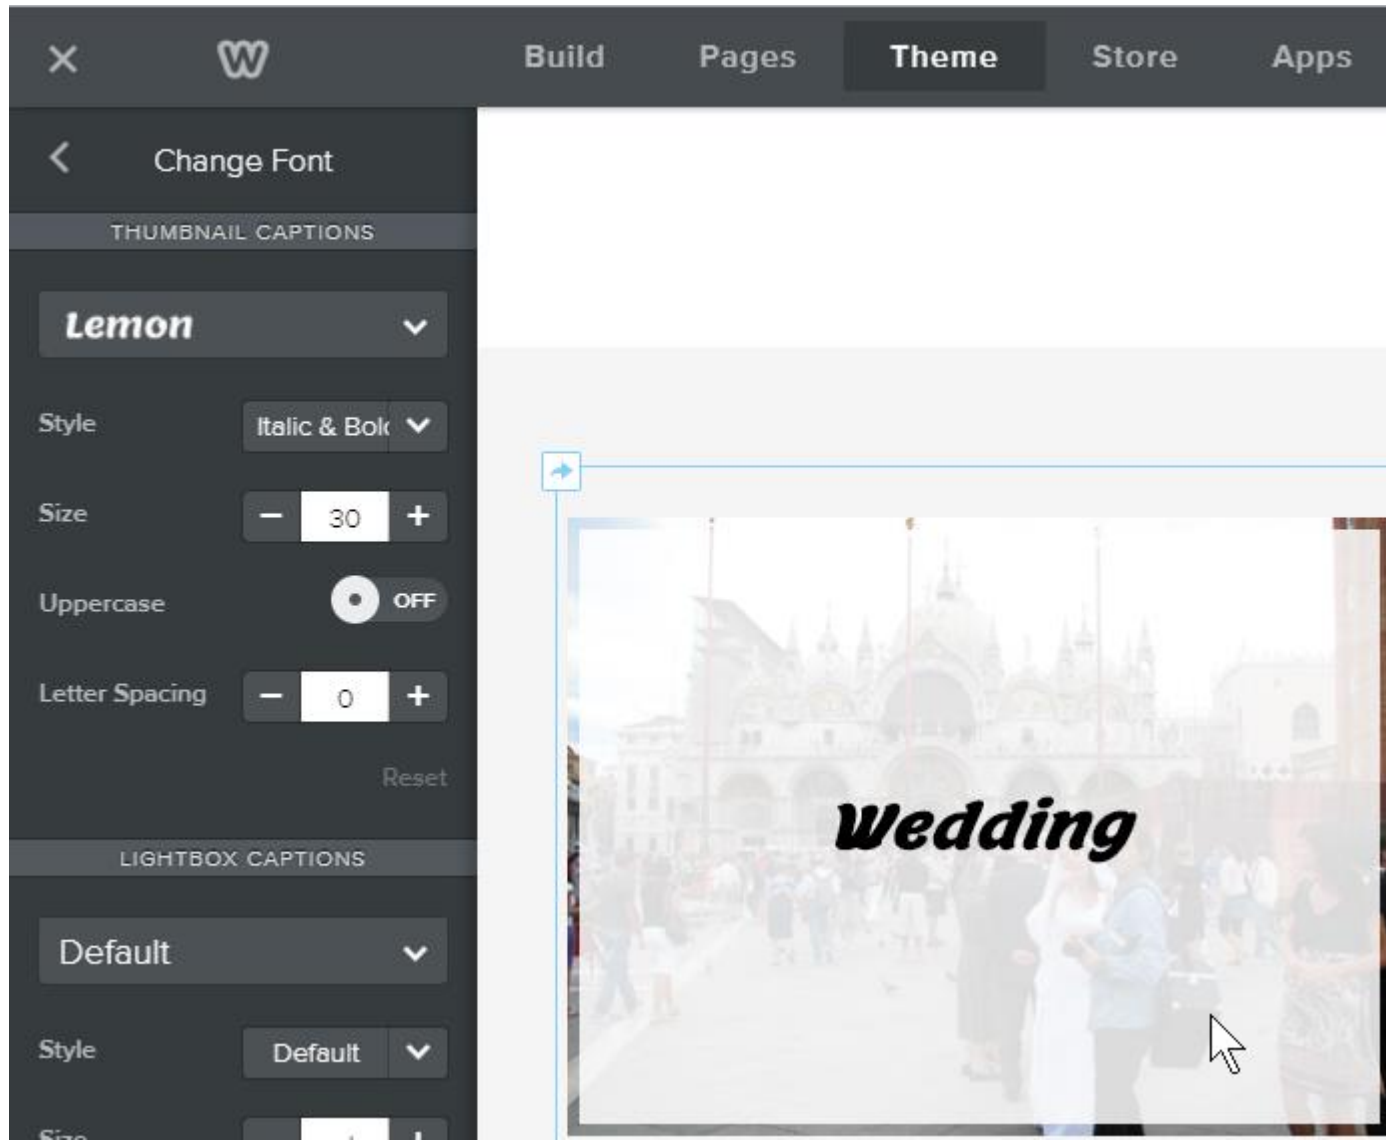 Build Pages Theme Store Apps
Change Font
THUMBNAIL CAPTIONS
Lemon
Style Italic & Bol
Size 30
Uppercase OFF
Letter Spacing 0
Reset
Wedding
LIGHTBOX CAPTIONS
Default
Style Default
Size